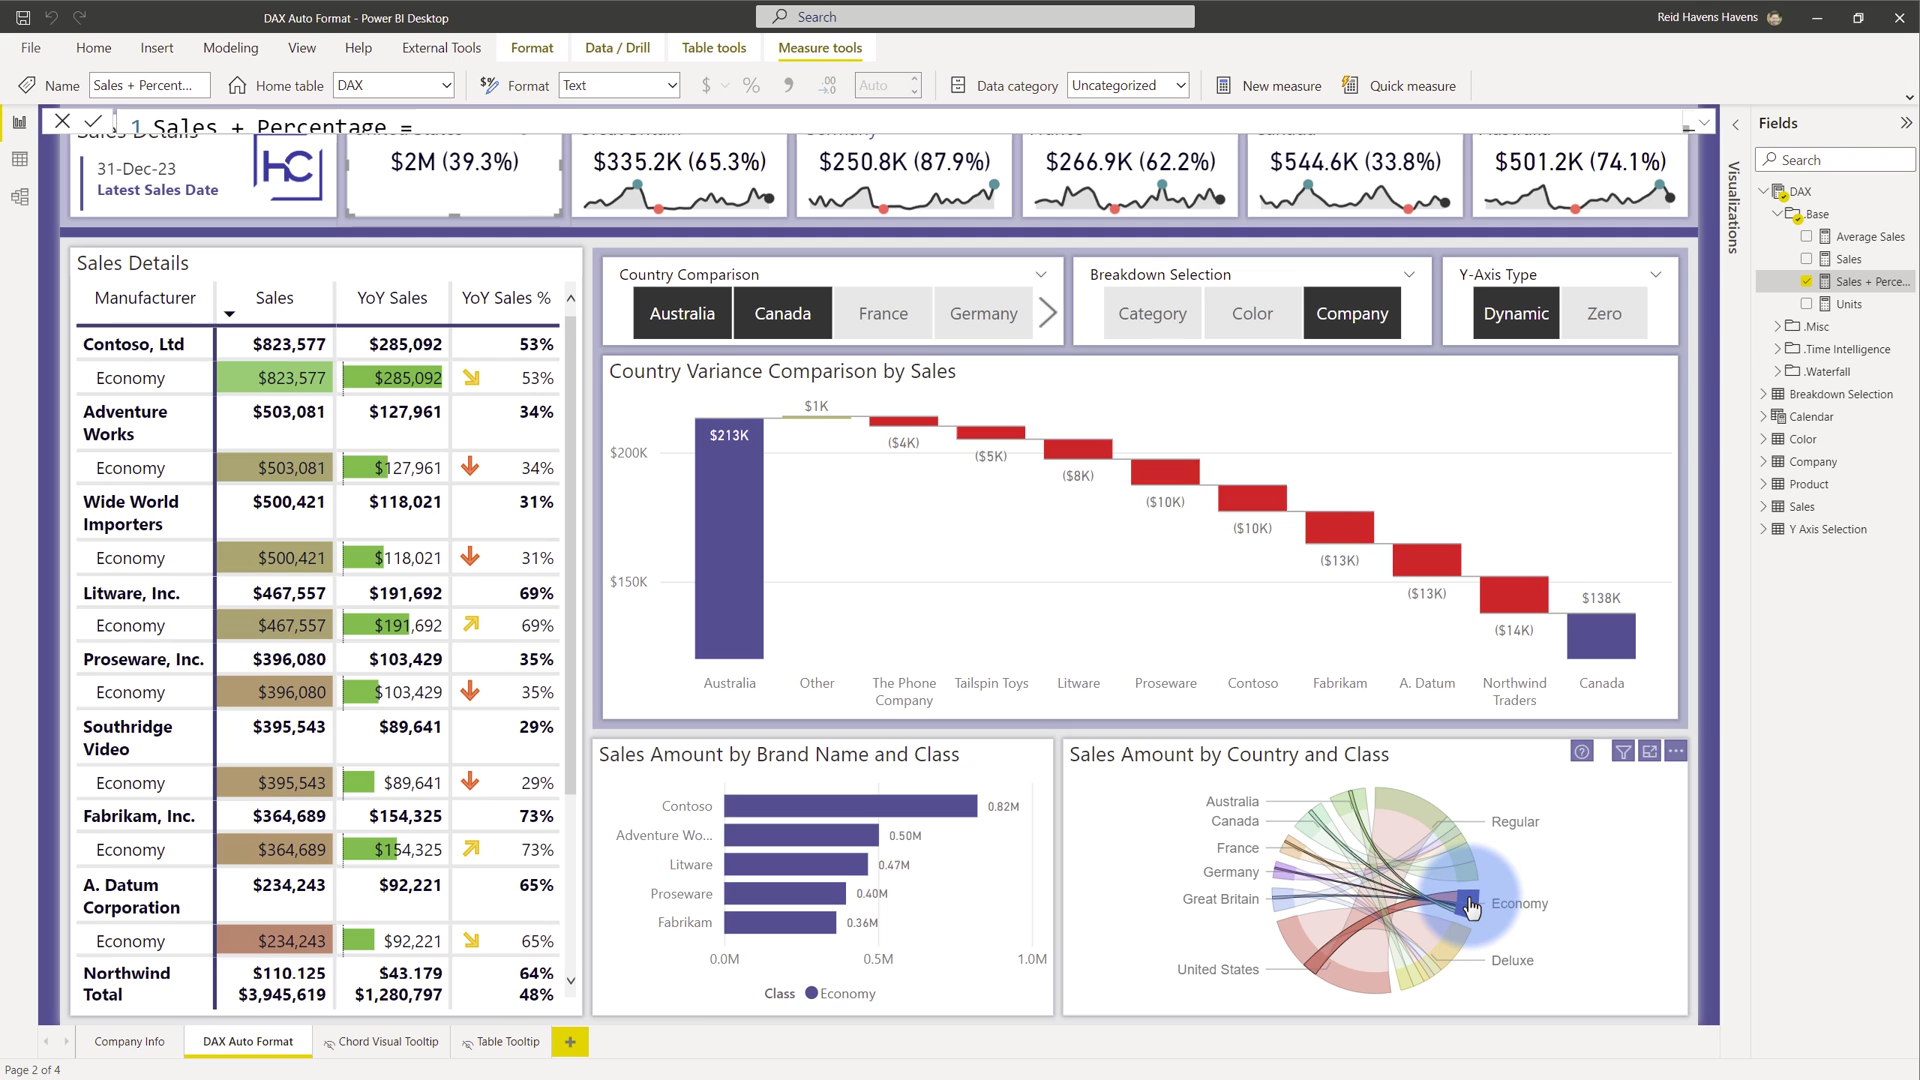 DAX Auto Format - Power BI Desktop
Search
Reid Havens Havens
File Home Insert Modeling View Help External Tools Format Data / Drill Table tools Measure tools
Name Sales + Percent... Home table DAX Format Text $ % 9 .00 Auto Data category Uncategorized New measure Quick measure
1 Sales + Percentage =
Sales Details
31-Dec-23
Latest Sales Date
HC
$2M (39.3%)
$335.2K (65.3%)
Germany
$250.8K (87.9%)
$266.9K (62.2%)
$544.6K (33.8%)
$501.2K (74.1%)
Sales Details
Manufacturer Sales YoY Sales YoY Sales %
Contoso, Ltd $823,577 $285,092 53%
Economy $823,577 $285,092 53%
Adventure Works $503,081 $127,961 34%
Economy $503,081 $127,961 34%
Wide World Importers $500,421 $118,021 31%
Economy $500,421 $118,021 31%
Litware, Inc. $467,557 $191,692 69%
Economy $467,557 $191,692 69%
Proseware, Inc. $396,080 $103,429 35%
Economy $396,080 $103,429 35%
Southridge Video $395,543 $89,641 29%
Economy $395,543 $89,641 29%
Fabrikam, Inc. $364,689 $154,325 73%
Economy $364,689 $154,325 73%
A. Datum Corporation $234,243 $92,221 65%
Economy $234,243 $92,221 65%
Northwind $110,125 $43,179 64%
Total $3,945,619 $1,280,797 48%
Country Comparison
Australia Canada France Germany
Breakdown Selection
Category Color Company
Y-Axis Type
Dynamic Zero
Country Variance Comparison by Sales
$200K
$150K
$213K
$1K
($4K)
($5K)
($8K)
($10K)
($10K)
($13K)
($13K)
($14K)
$138K
Australia Other The Phone Company Tailspin Toys Litware Proseware Contoso Fabrikam A. Datum Northwind Traders Canada
Sales Amount by Brand Name and Class
Contoso 0.82M
Adventure Wo... 0.50M
Litware 0.47M
Proseware 0.40M
Fabrikam 0.36M
0.0M 0.5M 1.0M
Class Economy
Sales Amount by Country and Class
Australia
Canada
France
Germany
Great Britain
United States
Regular
Economy
Deluxe
Visualizations
Fields
Search
DAX
.Base
Average Sales
Sales
Sales + Perce...
Units
.Misc
.Time Intelligence
.Waterfall
Breakdown Selection
Calendar
Color
Company
Product
Sales
Y Axis Selection
Company Info DAX Auto Format Chord Visual Tooltip Table Tooltip +
Page 2 of 4